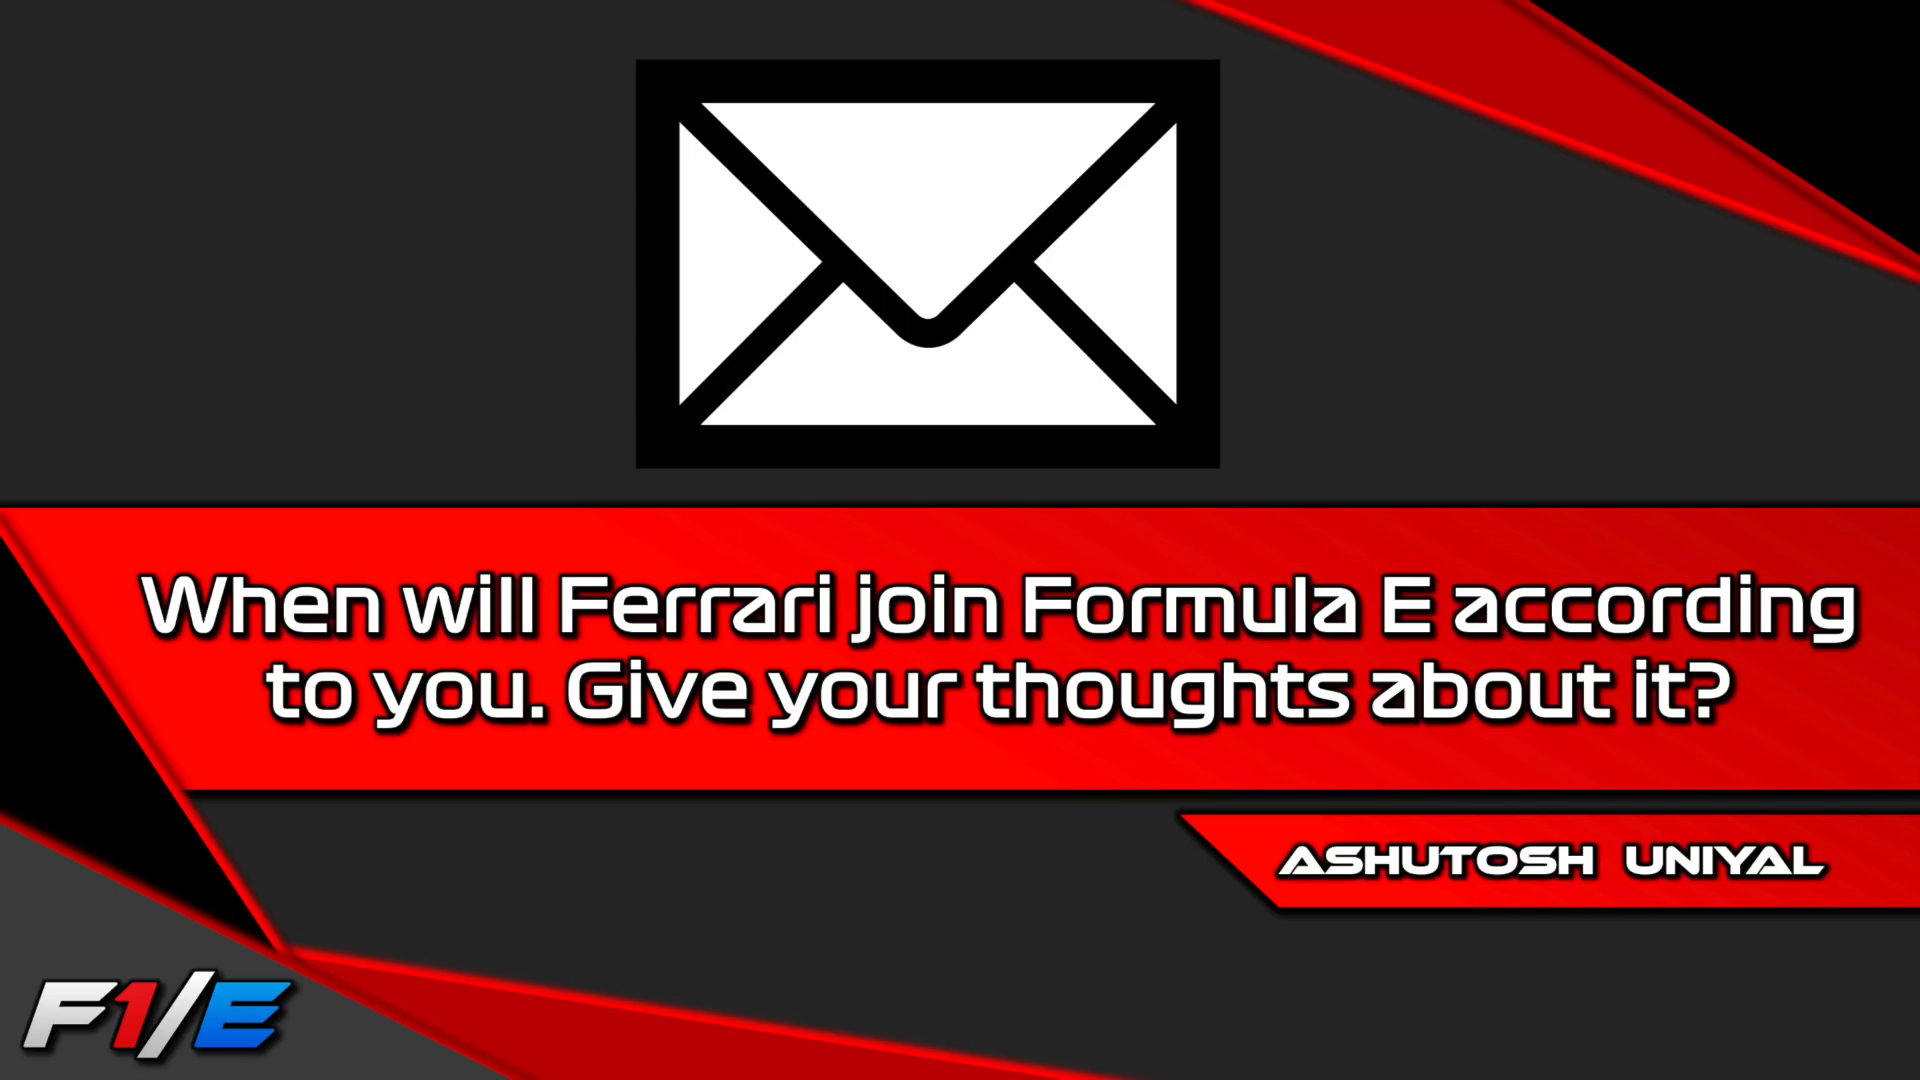 When will Ferrari join Formula E according
to you. Give your thoughts about it?
ASHUTOSH UNIYAL
F1/E